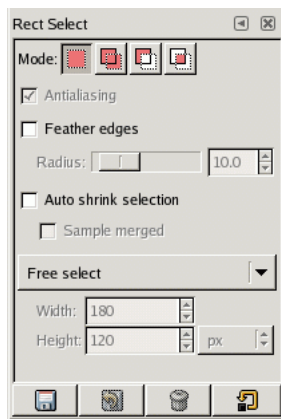 Rect Select
Mode:
Antialiasing
Feather edges
Radius: 10.0
Auto shrink selection
Sample merged
Free select
Width: 180
Height: 120 px